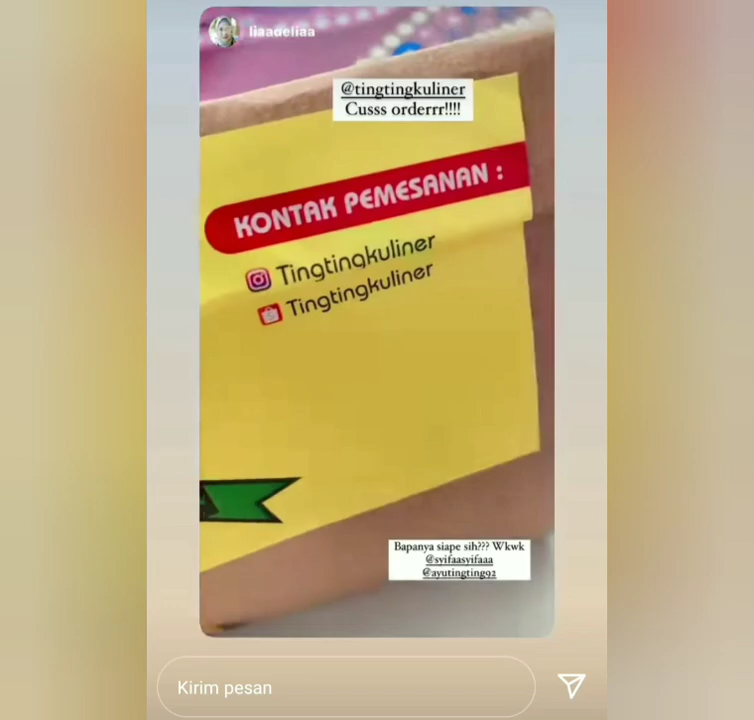 liaadeliaa
@tingtingkuliner
Cusss orderrr!!!!
KONTAK PEMESANAN :
Tingtingkuliner
Tingtingkuliner
Bapanya siape sih??? Wkwk
@syifaasyifaaa
@ayutingting92
Kirim pesan